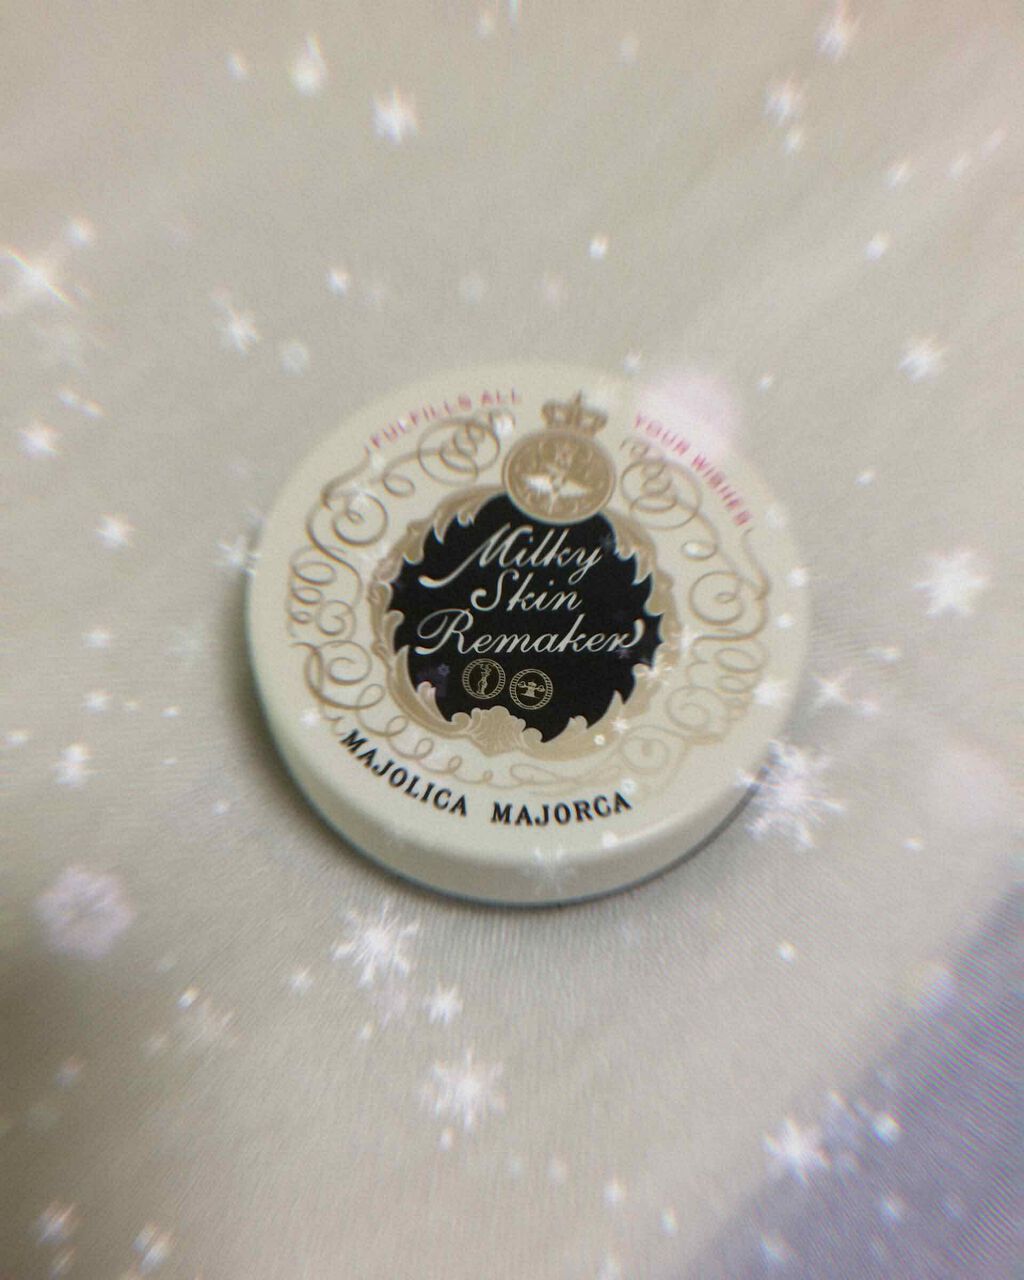 FULFILLS ALL YOUR WISHES
Milky
Skin
Remaker
MAJOLICA MAJORCA